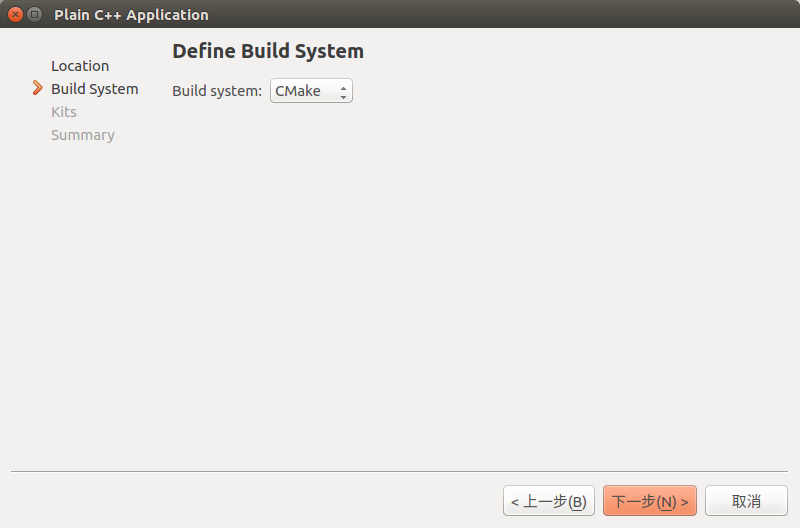 Plain C++ Application
Location
Build System
Kits
Summary
Define Build System
Build system: CMake
< 上一步(B)
下一步(N) >
取消